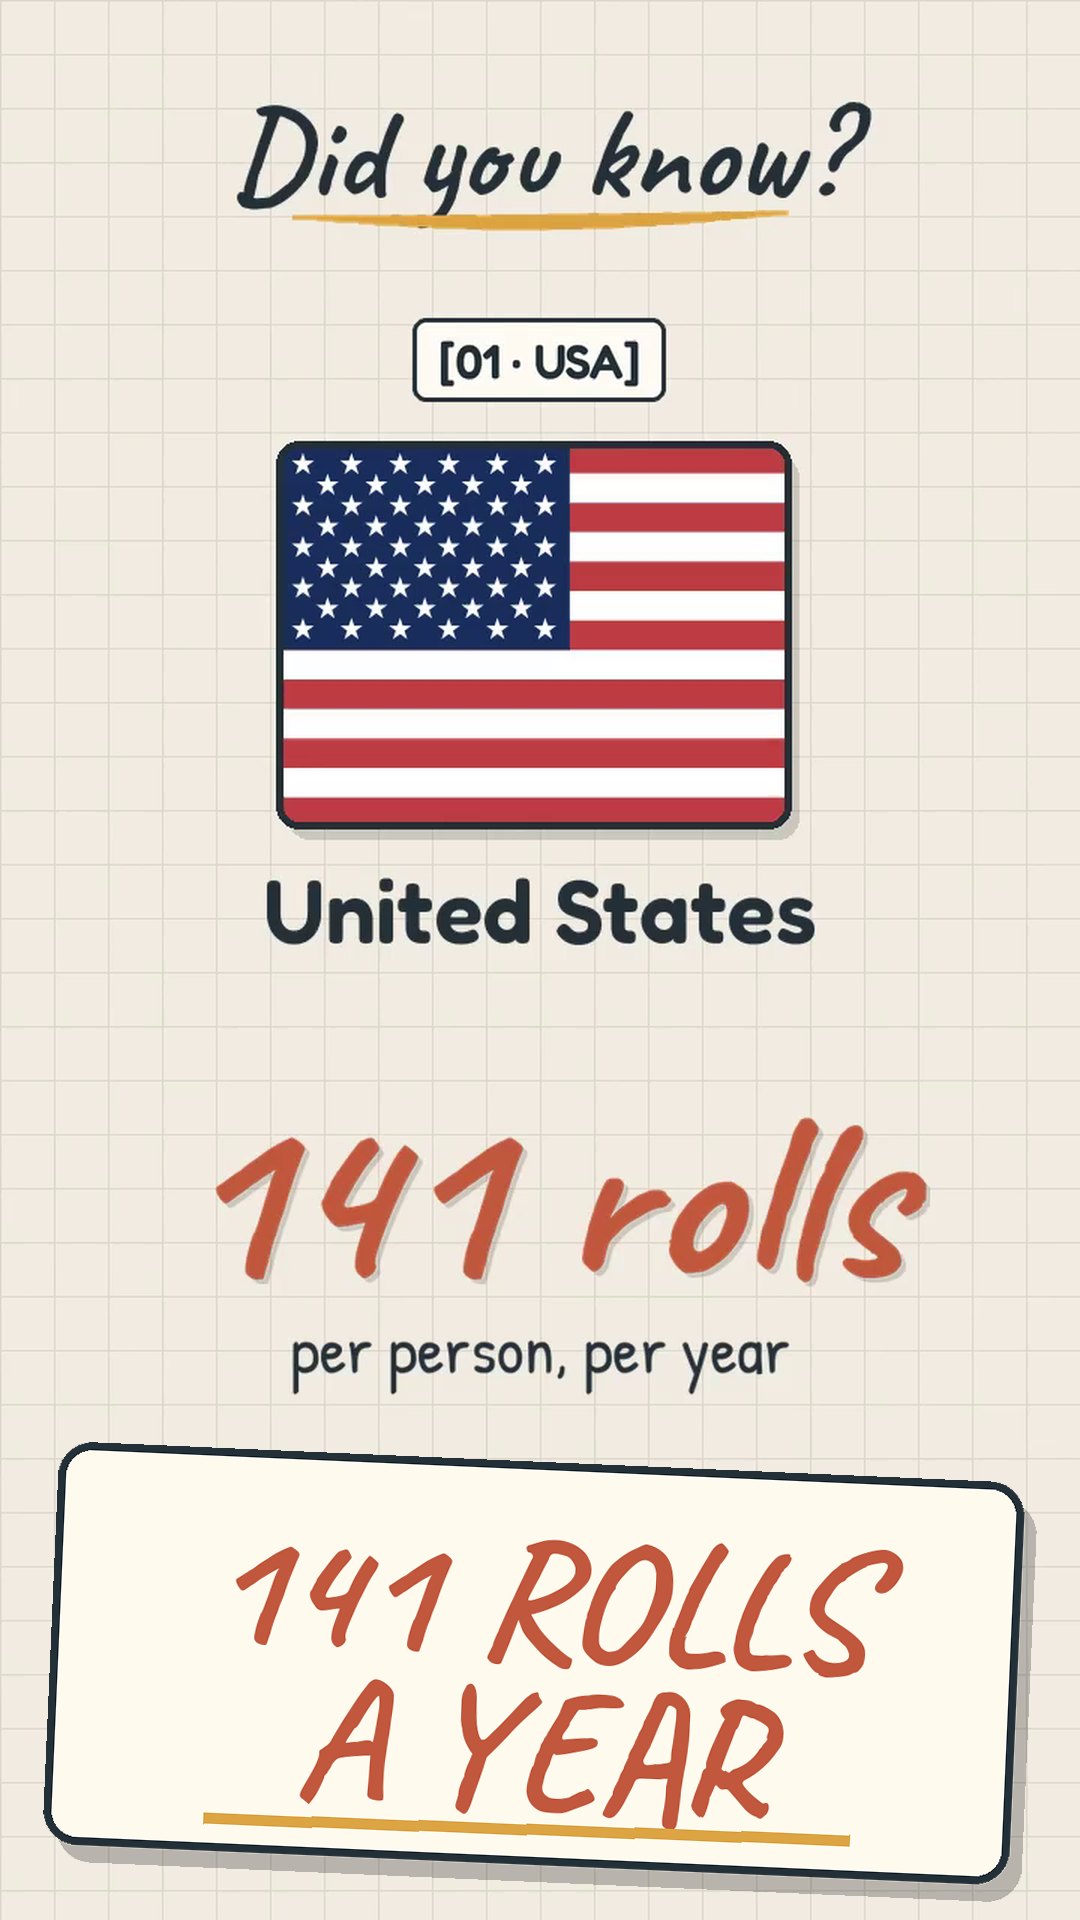 Did you know?
[01 · USA]
United States
141 rolls
per person, per year
141 ROLLS
A YEAR